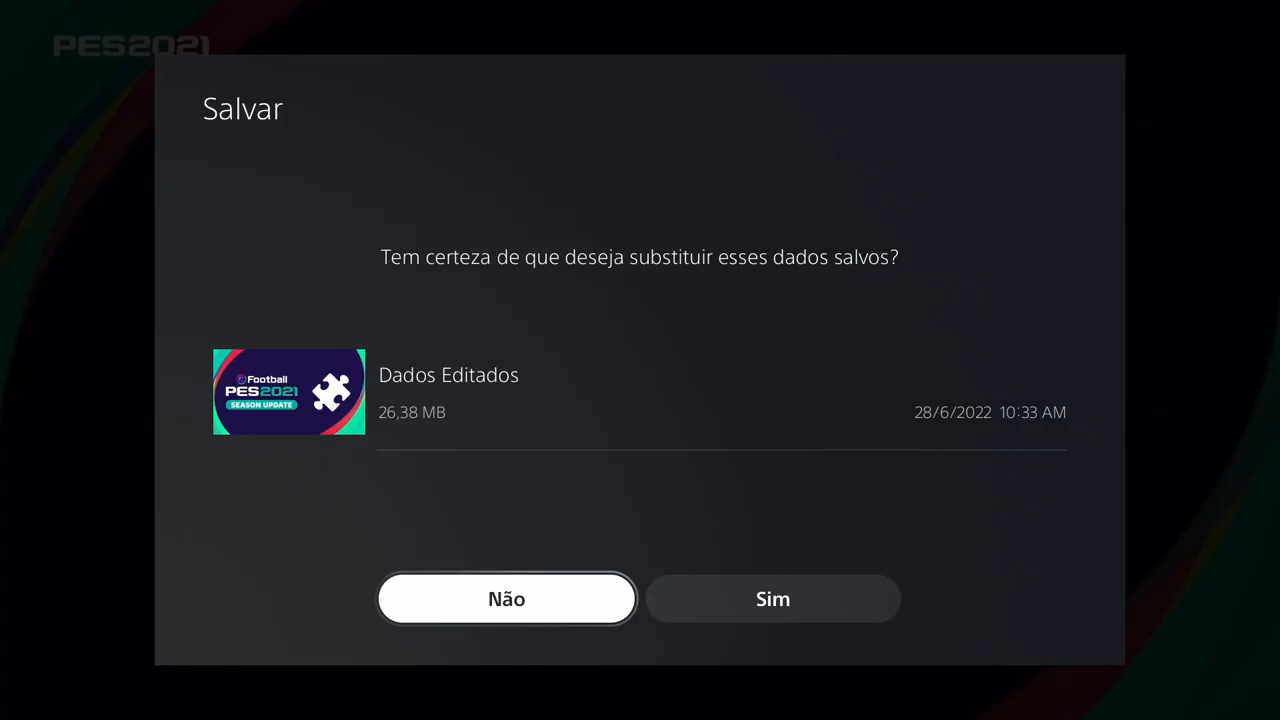 PES2021
Salvar
Tem certeza de que deseja substituir esses dados salvos?
eFootball
PES2021
SEASON UPDATE
Dados Editados
26,38 MB
28/6/2022 10:33 AM
Não
Sim